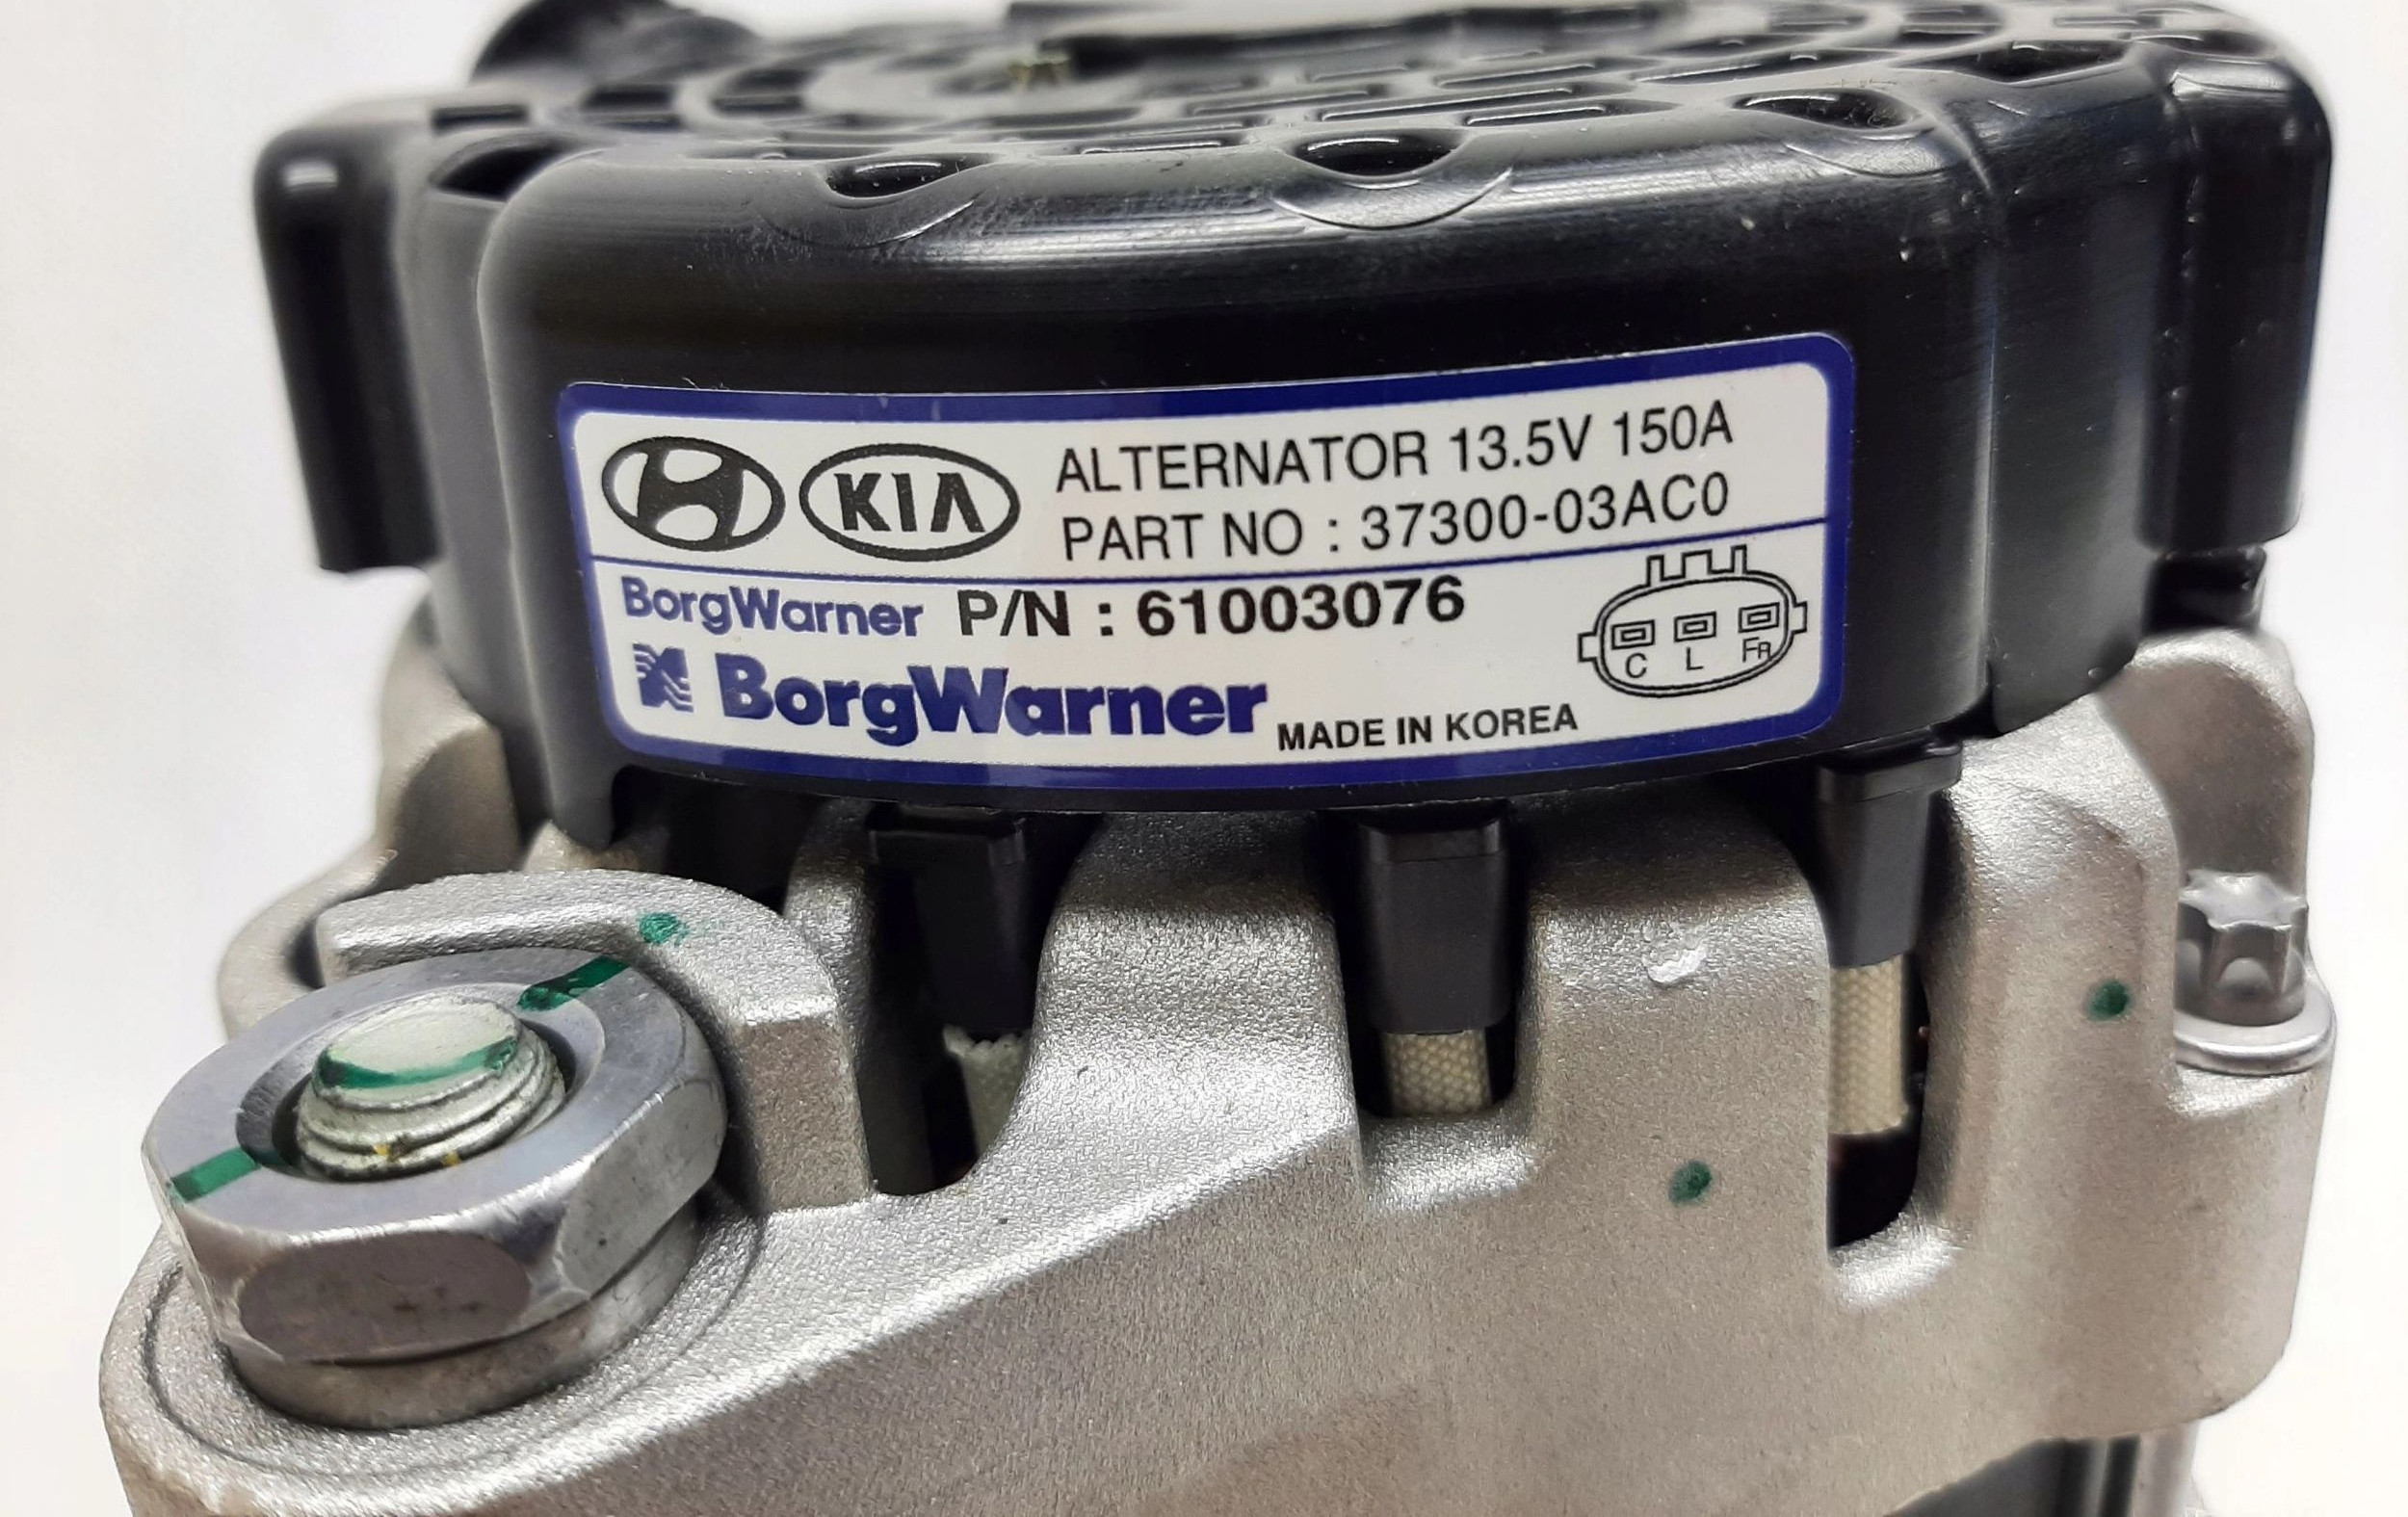 KIA ALTERNATOR 13.5V 150A
PART NO : 37300-03AC0
BorgWarner P/N : 61003076
C L FR
BorgWarner MADE IN KOREA